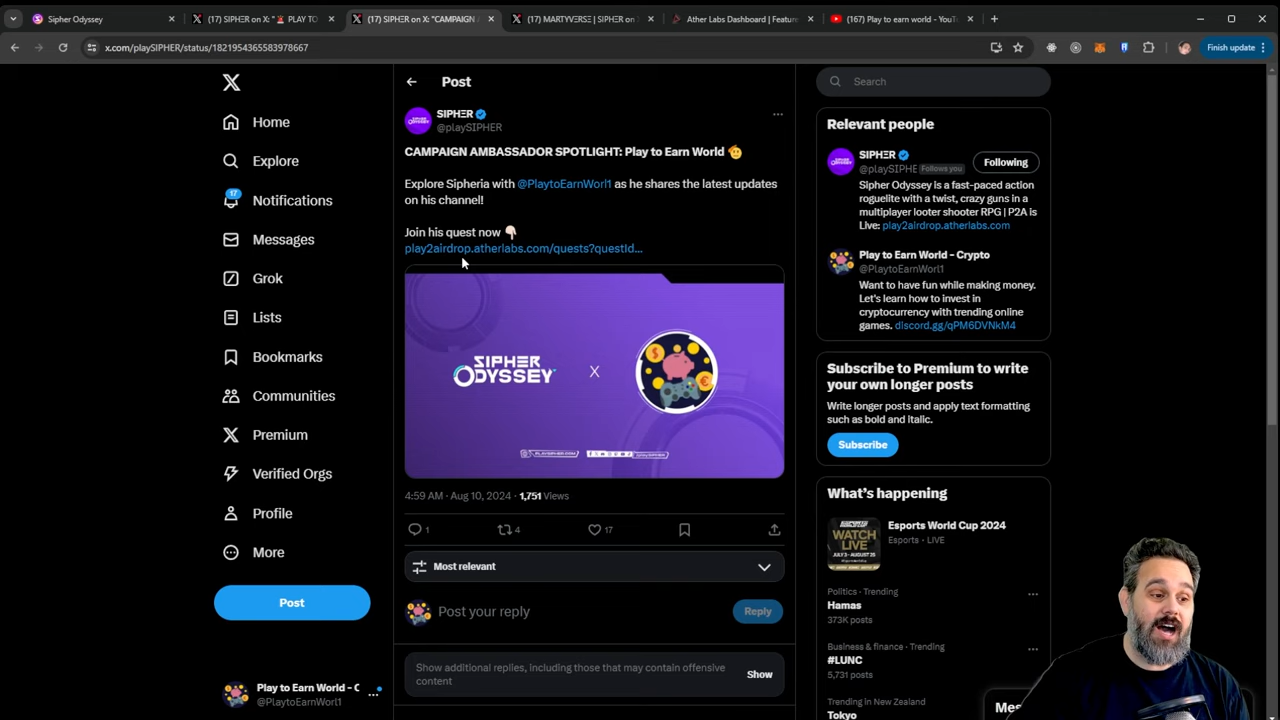 Sipher Odyssey
(17) SIPHER on X: "🚨 PLAY TO
(17) SIPHER on X: "CAMPAIGN A
(17) MARTYVERSE | SIPHER on
Ather Labs Dashboard | Feature
(167) Play to earn world - YouT
x.com/playSIPHER/status/1821954365583978667
Finish update
Home
Explore
17
Notifications
Messages
Grok
Lists
Bookmarks
Communities
Premium
Verified Orgs
Profile
More
Post
Play to Earn World - C
@PlaytoEarnWorl1
Post
SIPHER
@playSIPHER
CAMPAIGN AMBASSADOR SPOTLIGHT: Play to Earn World 🫡
Explore Sipheria with @PlaytoEarnWorl1 as he shares the latest updates
on his channel!
Join his quest now 👇🏻
play2airdrop.atherlabs.com/quests?questId...
SIPHER
ODYSSEY
X
4:59 AM · Aug 10, 2024 · 1,751 Views
1
4
17
Most relevant
Post your reply
Reply
Show additional replies, including those that may contain offensive
content
Show
Search
Relevant people
SIPHER
@playSIPHE Follows you
Following
Sipher Odyssey is a fast-paced action
roguelite with a twist, crazy guns in a
multiplayer looter shooter RPG | P2A is
Live: play2airdrop.atherlabs.com
Play to Earn World - Crypto
@PlaytoEarnWorl1
Want to have fun while making money.
Let's learn how to invest in
cryptocurrency with trending online
games. discord.gg/qPM6DVNkM4
Subscribe to Premium to write
your own longer posts
Write longer posts and apply text formatting
such as bold and italic.
Subscribe
What's happening
WATCH
LIVE
Esports World Cup 2024
Esports · LIVE
Politics · Trending
Hamas
373K posts
Business & finance · Trending
#LUNC
5,731 posts
Trending in New Zealand
Tokyo
Mes